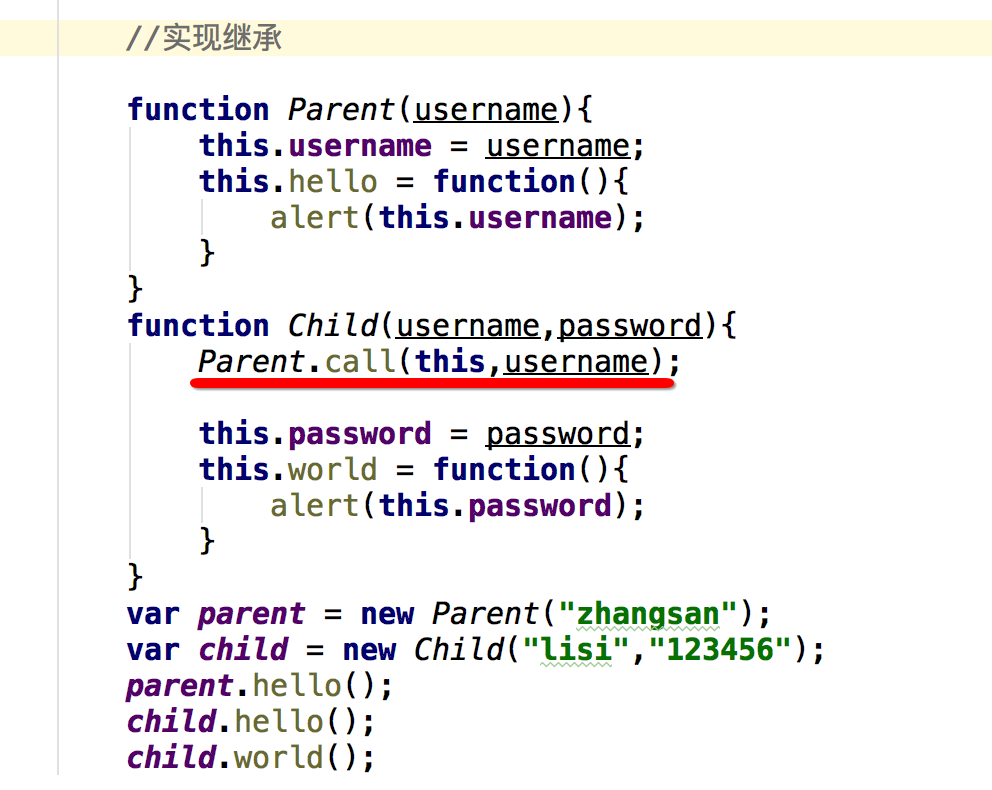 //实现继承
function Parent(username){
this.username = username;
this.hello = function(){
alert(this.username);
}
}
function Child(username,password){
Parent.call(this,username);
this.password = password;
this.world = function(){
alert(this.password);
}
}
var parent = new Parent("zhangsan");
var child = new Child("lisi","123456");
parent.hello();
child.hello();
child.world();